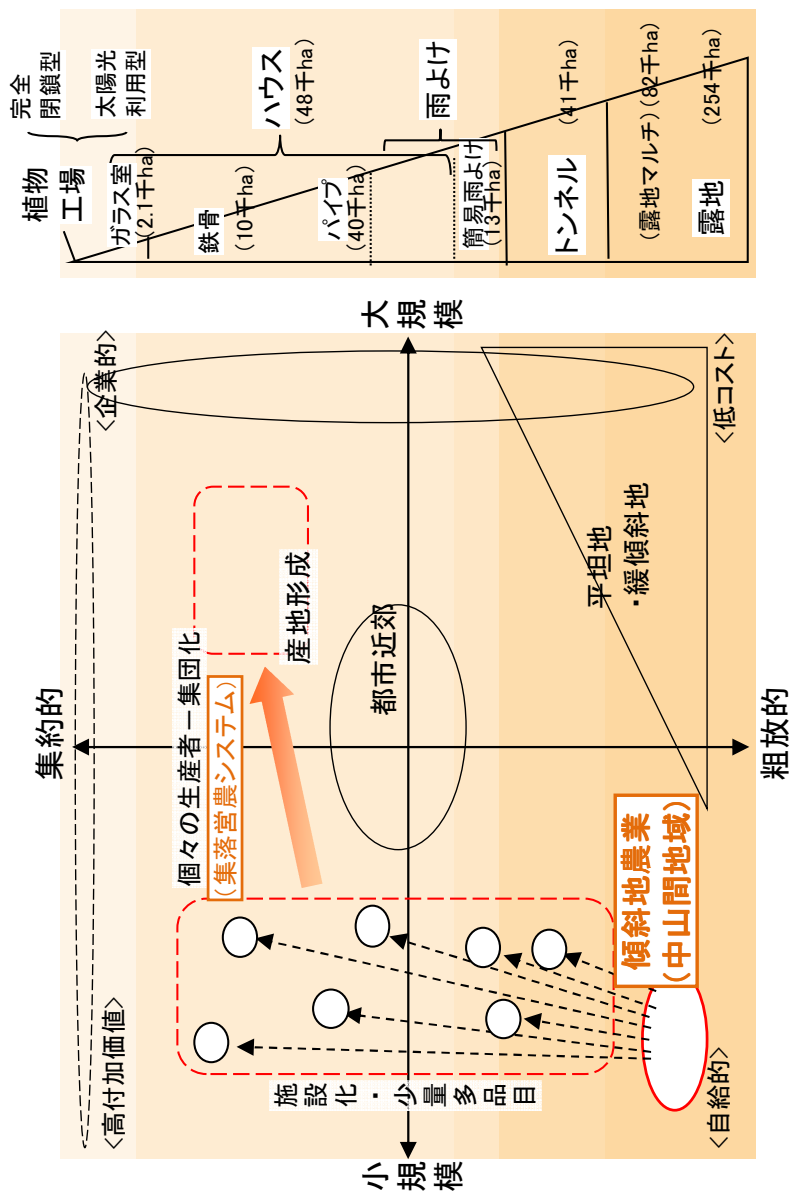 集約的
粗放的
小規模
大規模
<高付加価値>
<企業的>
<自給的>
<低コスト>
個々の生産者ー集団化
(集落営農システム)
産地形成
都市近郊
平坦地
・緩傾斜地
施設化・少量多品目
傾斜地農業
(中山間地域)
植物
工場
完全
閉鎖型
太陽光
利用型
ガラス室
(2.1千ha)
鉄骨
(10千ha)
パイプ
(40千ha)
ハウス
(48千ha)
雨よけ
簡易雨よけ
(13千ha)
トンネル
(41千ha)
(露地マルチ)(82千ha)
露地
(254千ha)